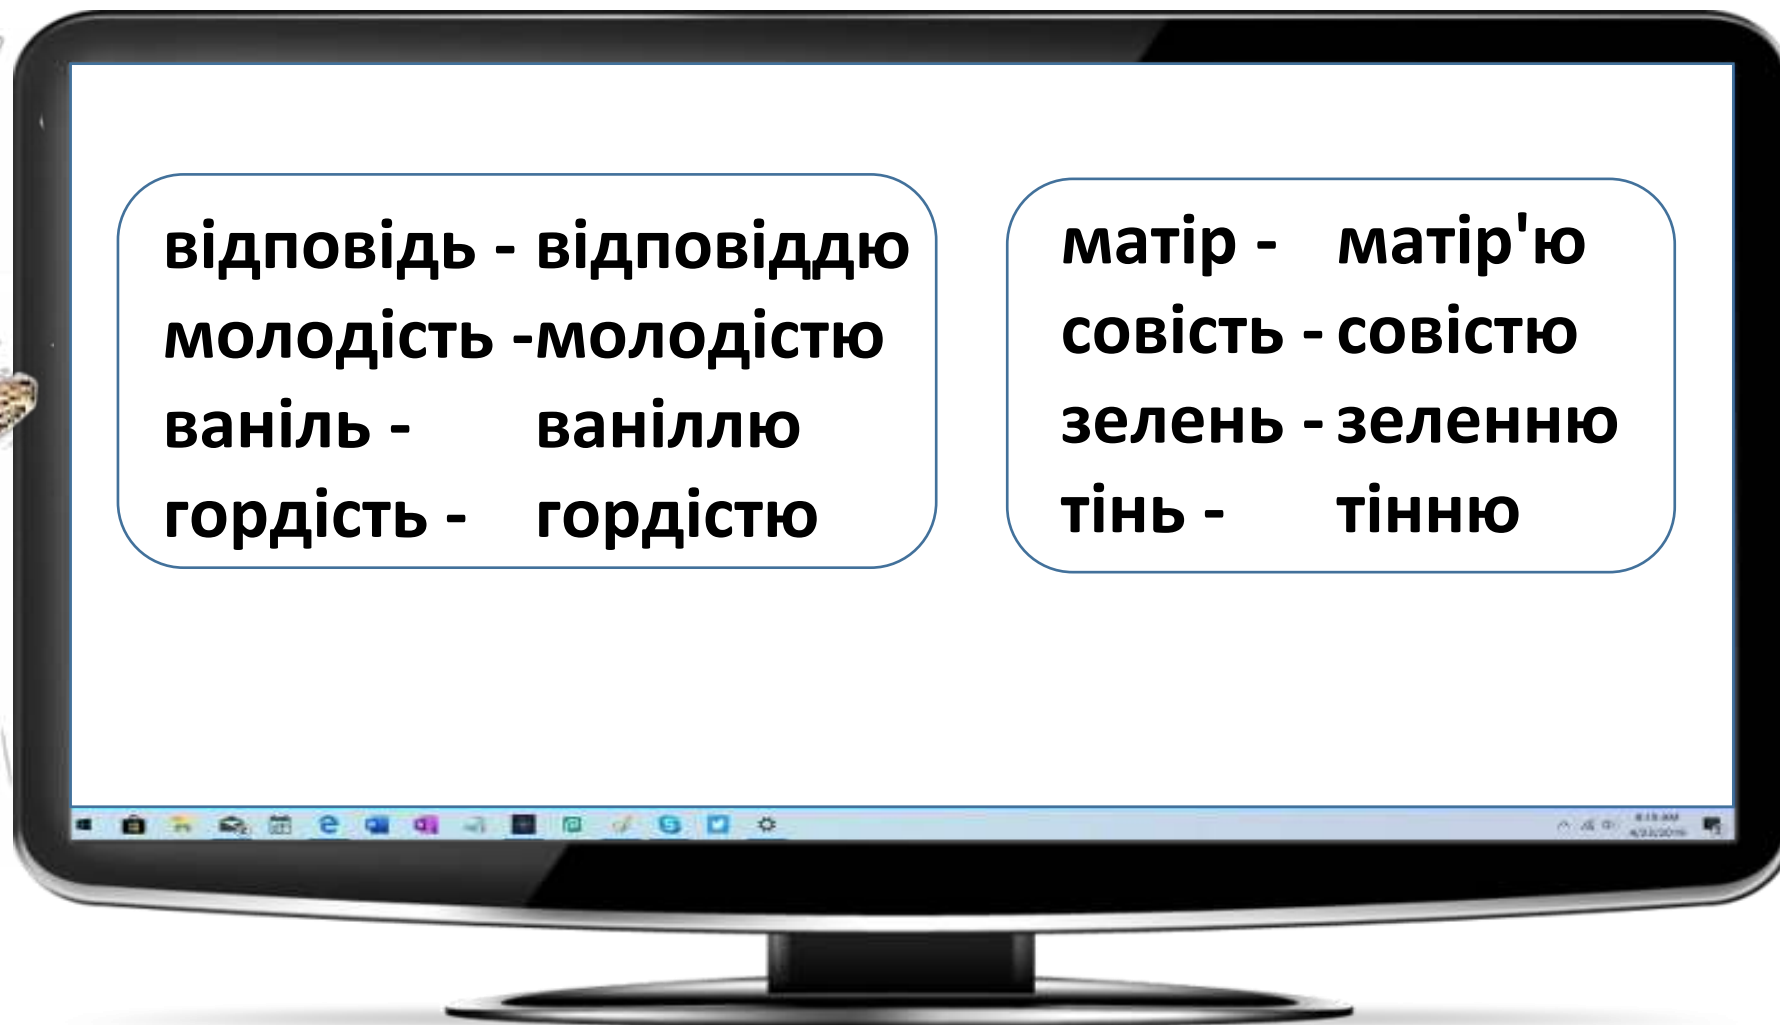 відповідь - відповіддю
молодість -молодістю
ваніль - ваніллю
гордість - гордістю
матір - матір'ю
совість - совістю
зелень - зеленню
тінь - тінню